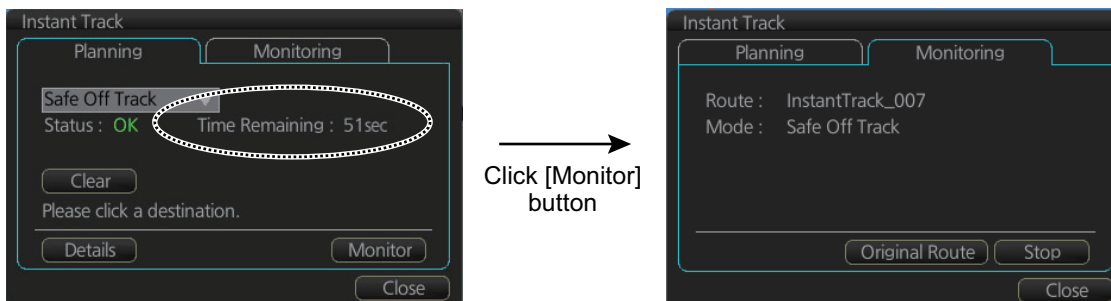 Instant Track
Planning Monitoring
Safe Off Track
Status : OK Time Remaining : 51sec
Clear
Please click a destination.
Details Monitor
Close
Click [Monitor]
button
Instant Track
Planning Monitoring
Route : InstantTrack_007
Mode : Safe Off Track
Original Route Stop
Close